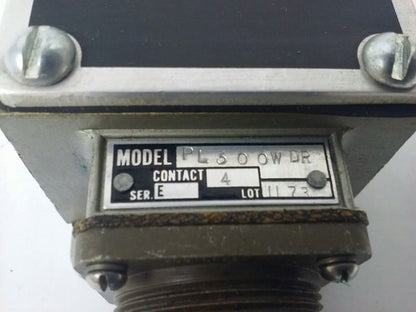 MODEL PL600WDR
CONTACT 4
SER. E LOT 1173